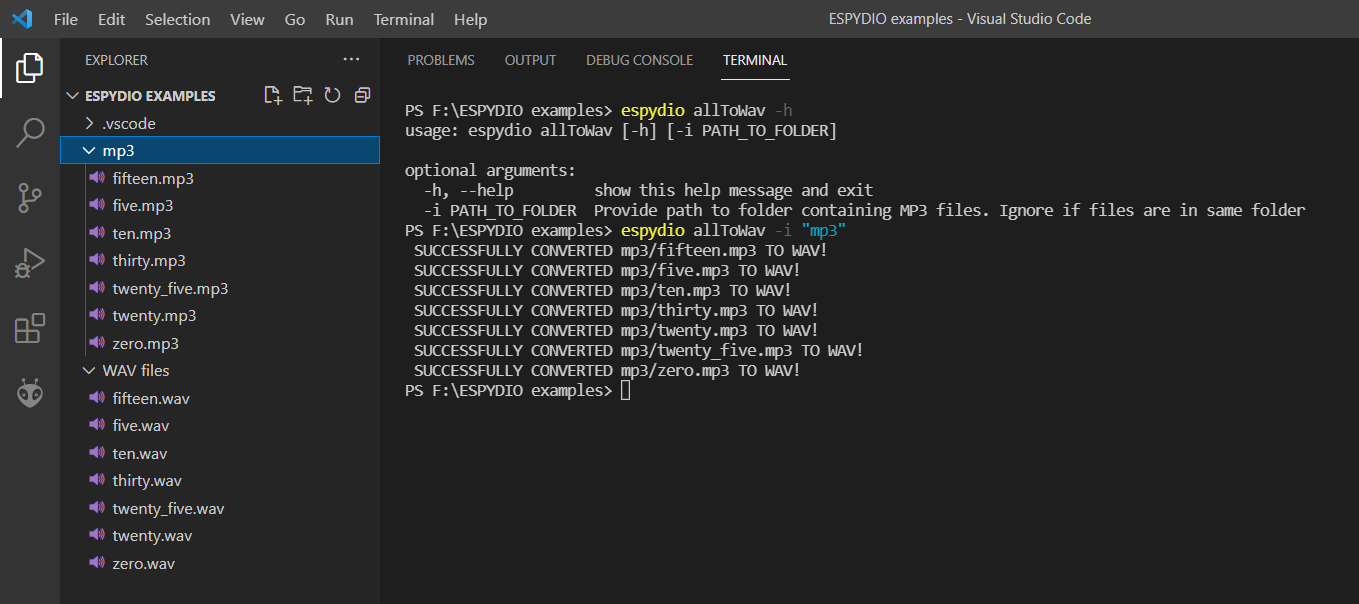 File Edit Selection View Go Run Terminal Help
ESPYDIO examples - Visual Studio Code
EXPLORER
ESPYDIO EXAMPLES
.vscode
mp3
fifteen.mp3
five.mp3
ten.mp3
thirty.mp3
twenty_five.mp3
twenty.mp3
zero.mp3
WAV files
fifteen.wav
five.wav
ten.wav
thirty.wav
twenty_five.wav
twenty.wav
zero.wav
PROBLEMS OUTPUT DEBUG CONSOLE TERMINAL
PS F:\ESPYDIO examples> espydio allToWav -h
usage: espydio allToWav [-h] [-i PATH_TO_FOLDER]
optional arguments:
-h, --help show this help message and exit
-i PATH_TO_FOLDER Provide path to folder containing MP3 files. Ignore if files are in same folder
PS F:\ESPYDIO examples> espydio allToWav -i "mp3"
SUCCESSFULLY CONVERTED mp3/fifteen.mp3 TO WAV!
SUCCESSFULLY CONVERTED mp3/five.mp3 TO WAV!
SUCCESSFULLY CONVERTED mp3/ten.mp3 TO WAV!
SUCCESSFULLY CONVERTED mp3/thirty.mp3 TO WAV!
SUCCESSFULLY CONVERTED mp3/twenty.mp3 TO WAV!
SUCCESSFULLY CONVERTED mp3/twenty_five.mp3 TO WAV!
SUCCESSFULLY CONVERTED mp3/zero.mp3 TO WAV!
PS F:\ESPYDIO examples>